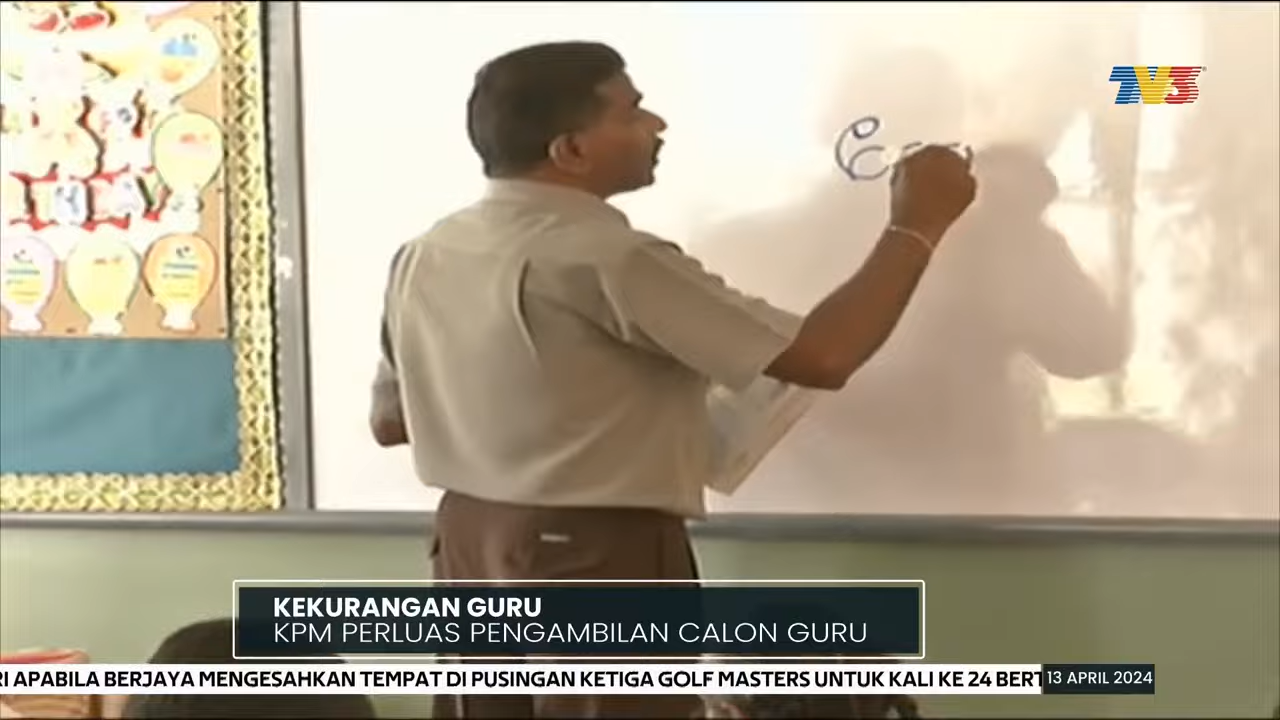 TV3
KEKURANGAN GURU
KPM PERLUAS PENGAMBILAN CALON GURU
RI APABILA BERJAYA MENGESAHKAN TEMPAT DI PUSINGAN KETIGA GOLF MASTERS UNTUK KALI KE 24 BERT
13 APRIL 2024